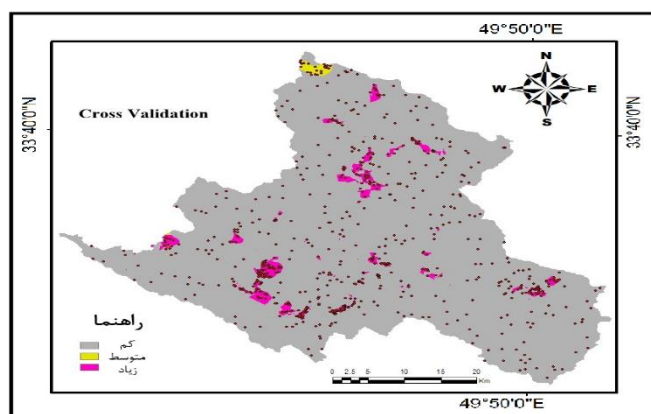 49°50'0"E
N
W E
S
Cross Validation
33°40'0"N
33°40'0"N
راهنما
کم
متوسط
زیاد
0 2.5 5 10 15 20
Km
49°50'0"E